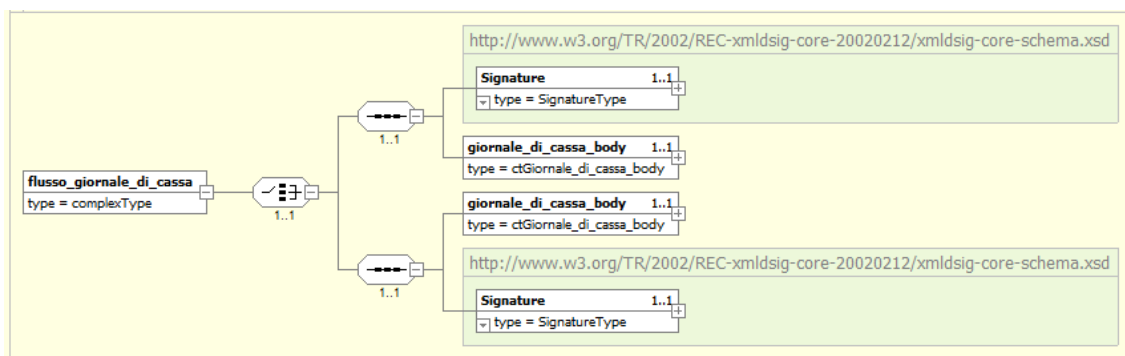 http://www.w3.org/TR/2002/REC-xmldsig-core-20020212/xmldsig-core-schema.xsd
Signature 1..1
type = SignatureType
1..1
giornale_di_cassa_body 1..1
type = ctGiornale_di_cassa_body
flusso_giornale_di_cassa
type = complexType
1..1
giornale_di_cassa_body 1..1
type = ctGiornale_di_cassa_body
http://www.w3.org/TR/2002/REC-xmldsig-core-20020212/xmldsig-core-schema.xsd
1..1
Signature 1..1
type = SignatureType